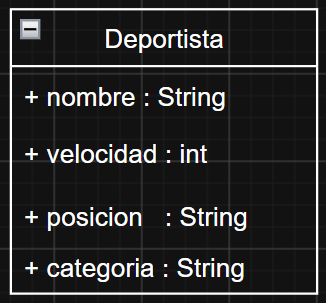 Deportista
+ nombre : String
+ velocidad : int
+ posicion : String
+ categoria : String